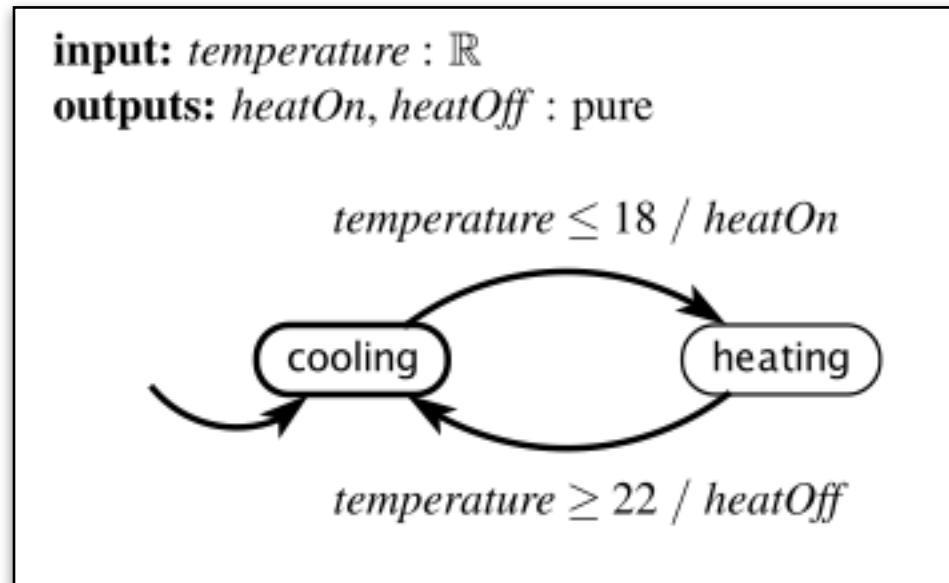 input: temperature : ℝ
outputs: heatOn, heatOff : pure
temperature ≤ 18 / heatOn
cooling
heating
temperature ≥ 22 / heatOff